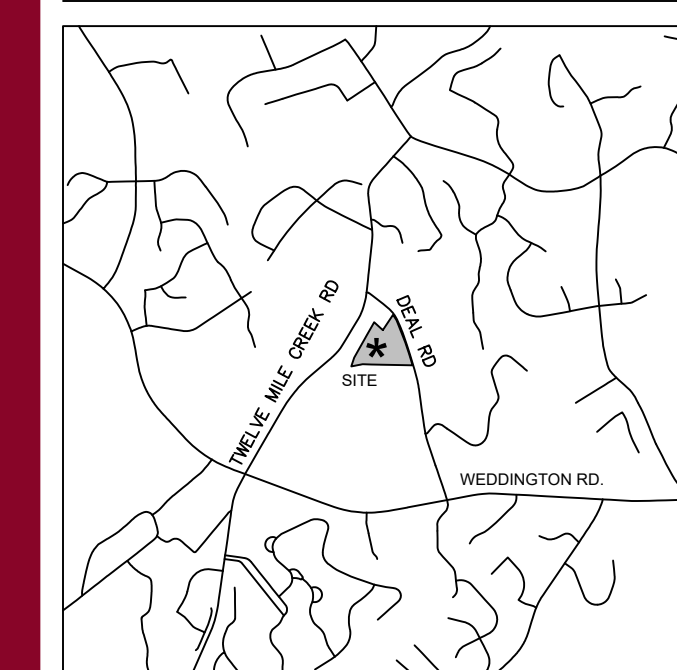 TWELVE MILE CREEK RD
DEAL RD
*
SITE
WEDDINGTON RD.